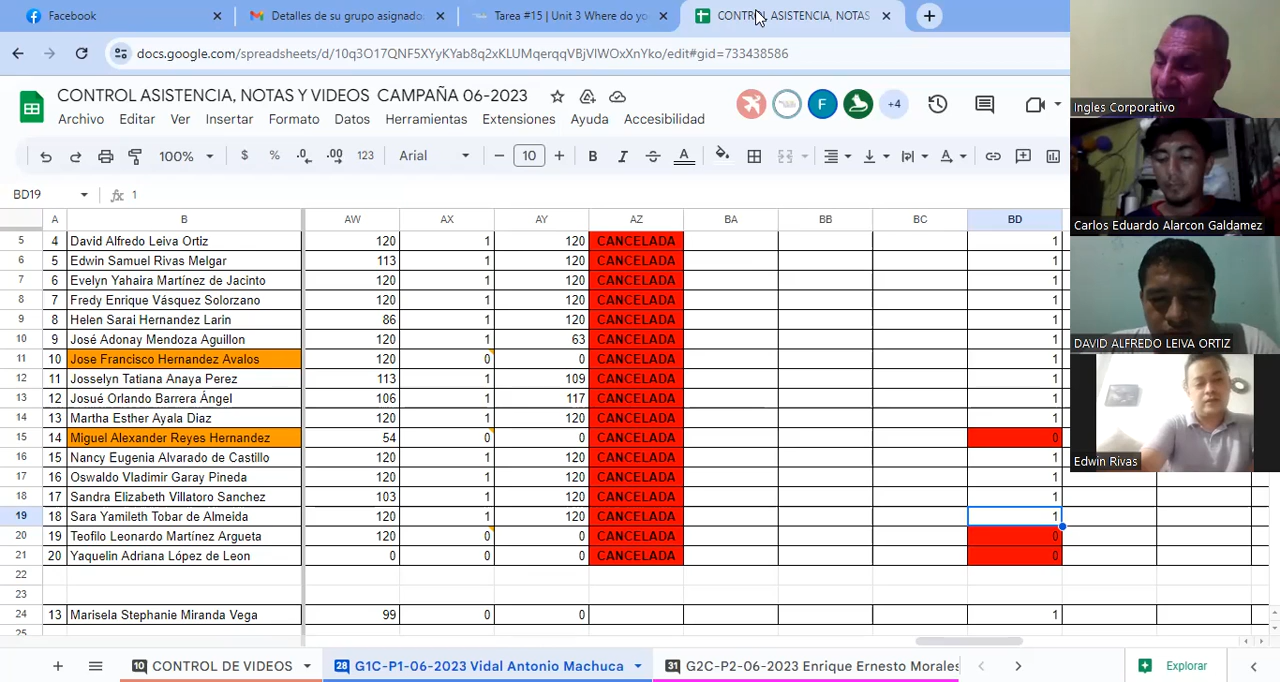 Facebook
Detalles de su grupo asignado
Tarea #15 | Unit 3 Where do yo
CONTROL ASISTENCIA, NOTAS
docs.google.com/spreadsheets/d/10q3O17QNF5XYyKYab8q2xKLUMqerqqVBjVIWOxXnYko/edit#gid=733438586
CONTROL ASISTENCIA, NOTAS Y VIDEOS CAMPAÑA 06-2023
F
+4
Archivo Editar Ver Insertar Formato Datos Herramientas Extensiones Ayuda Accesibilidad
100% $ % .0 .00 123 Arial 10 B I S A
BD19 fx 1
A B AW AX AY AZ BA BB BC BD
5 4 David Alfredo Leiva Ortiz 120 1 120 CANCELADA 1
6 5 Edwin Samuel Rivas Melgar 113 1 120 CANCELADA 1
7 6 Evelyn Yahaira Martínez de Jacinto 120 1 120 CANCELADA 1
8 7 Fredy Enrique Vásquez Solorzano 120 1 120 CANCELADA 1
9 8 Helen Sarai Hernandez Larin 86 1 120 CANCELADA 1
10 9 José Adonay Mendoza Aguillon 120 1 63 CANCELADA 1
11 10 Jose Francisco Hernandez Avalos 120 0 0 CANCELADA 1
12 11 Josselyn Tatiana Anaya Perez 113 1 109 CANCELADA 1
13 12 Josué Orlando Barrera Ángel 106 1 117 CANCELADA 1
14 13 Martha Esther Ayala Diaz 120 1 120 CANCELADA 1
15 14 Miguel Alexander Reyes Hernandez 54 0 0 CANCELADA 0
16 15 Nancy Eugenia Alvarado de Castillo 120 1 120 CANCELADA 1
17 16 Oswaldo Vladimir Garay Pineda 120 1 120 CANCELADA 1
18 17 Sandra Elizabeth Villatoro Sanchez 103 1 120 CANCELADA 1
19 18 Sara Yamileth Tobar de Almeida 120 1 120 CANCELADA 1
20 19 Teofilo Leonardo Martínez Argueta 120 0 0 CANCELADA 0
21 20 Yaquelin Adriana López de Leon 0 0 0 CANCELADA 0
22
23
24 13 Marisela Stephanie Miranda Vega 99 0 0 1
25
10 CONTROL DE VIDEOS
28 G1C-P1-06-2023 Vidal Antonio Machuca
31 G2C-P2-06-2023 Enrique Ernesto Morales
Explorar
Ingles Corporativo
Carlos Eduardo Alarcon Galdamez
DAVID ALFREDO LEIVA ORTIZ
Edwin Rivas